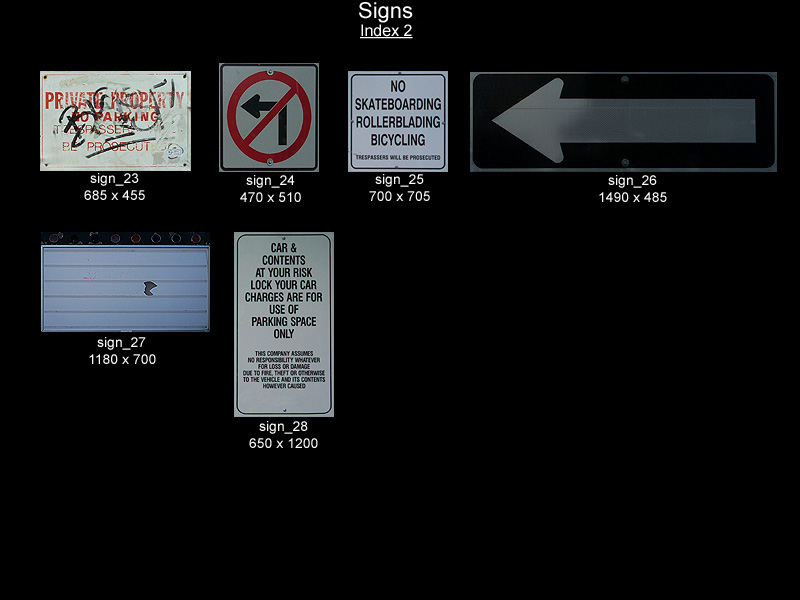 Signs
Index 2
PRIVATE PROPERTY
NO PARKING
TRESPASSERS
BE PROSECUT
sign_23
685 x 455
sign_24
470 x 510
NO
SKATEBOARDING
ROLLERBLADING
BICYCLING
TRESPASSERS WILL BE PROSECUTED
sign_25
700 x 705
sign_26
1490 x 485
sign_27
1180 x 700
CAR &
CONTENTS
AT YOUR RISK
LOCK YOUR CAR
CHARGES ARE FOR
USE OF
PARKING SPACE
ONLY
THIS COMPANY ASSUMES
NO RESPONSIBILITY WHATEVER
FOR LOSS OR DAMAGE
DUE TO FIRE, THEFT OR OTHERWISE
TO THE VEHICLE AND ITS CONTENTS
HOWEVER CAUSED
sign_28
650 x 1200